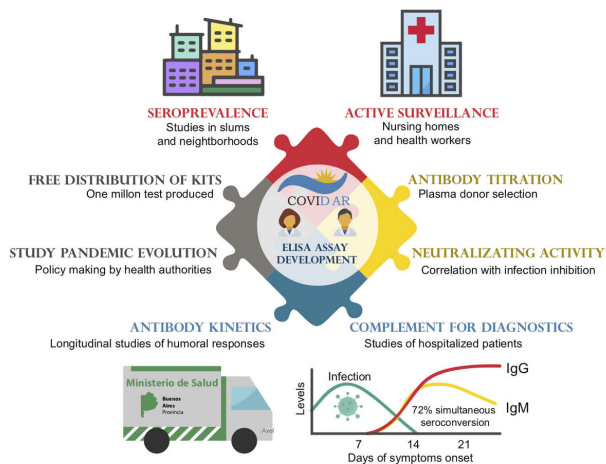 SEROPREVALENCE
Studies in slums
and neighborhoods
ACTIVE SURVEILLANCE
Nursing homes
and health workers
FREE DISTRIBUTION OF KITS
One millon test produced
ANTIBODY TITRATION
Plasma donor selection
COVIDAR
ELISA ASSAY
DEVELOPMENT
STUDY PANDEMIC EVOLUTION
Policy making by health authorities
NEUTRALIZATING ACTIVITY
Correlation with infection inhibition
ANTIBODY KINETICS
Longitudinal studies of humoral responses
COMPLEMENT FOR DIAGNOSTICS
Studies of hospitalized patients
Ministerio de Salud
Buenos
Aires
Provincia
Axel
Levels
Infection
IgG
IgM
72% simultaneous
seroconversion
7 14 21
Days of symptoms onset